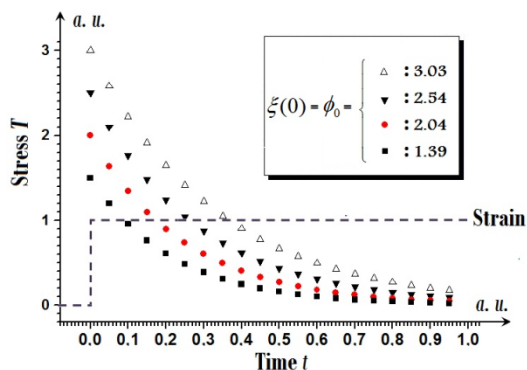 a. u.
3
2
1
0
Stress T
ξ(0) = ϕ₀ =
△ : 3.03
▼ : 2.54
● : 2.04
■ : 1.39
Strain
a. u.
0.0 0.1 0.2 0.3 0.4 0.5 0.6 0.7 0.8 0.9 1.0
Time t